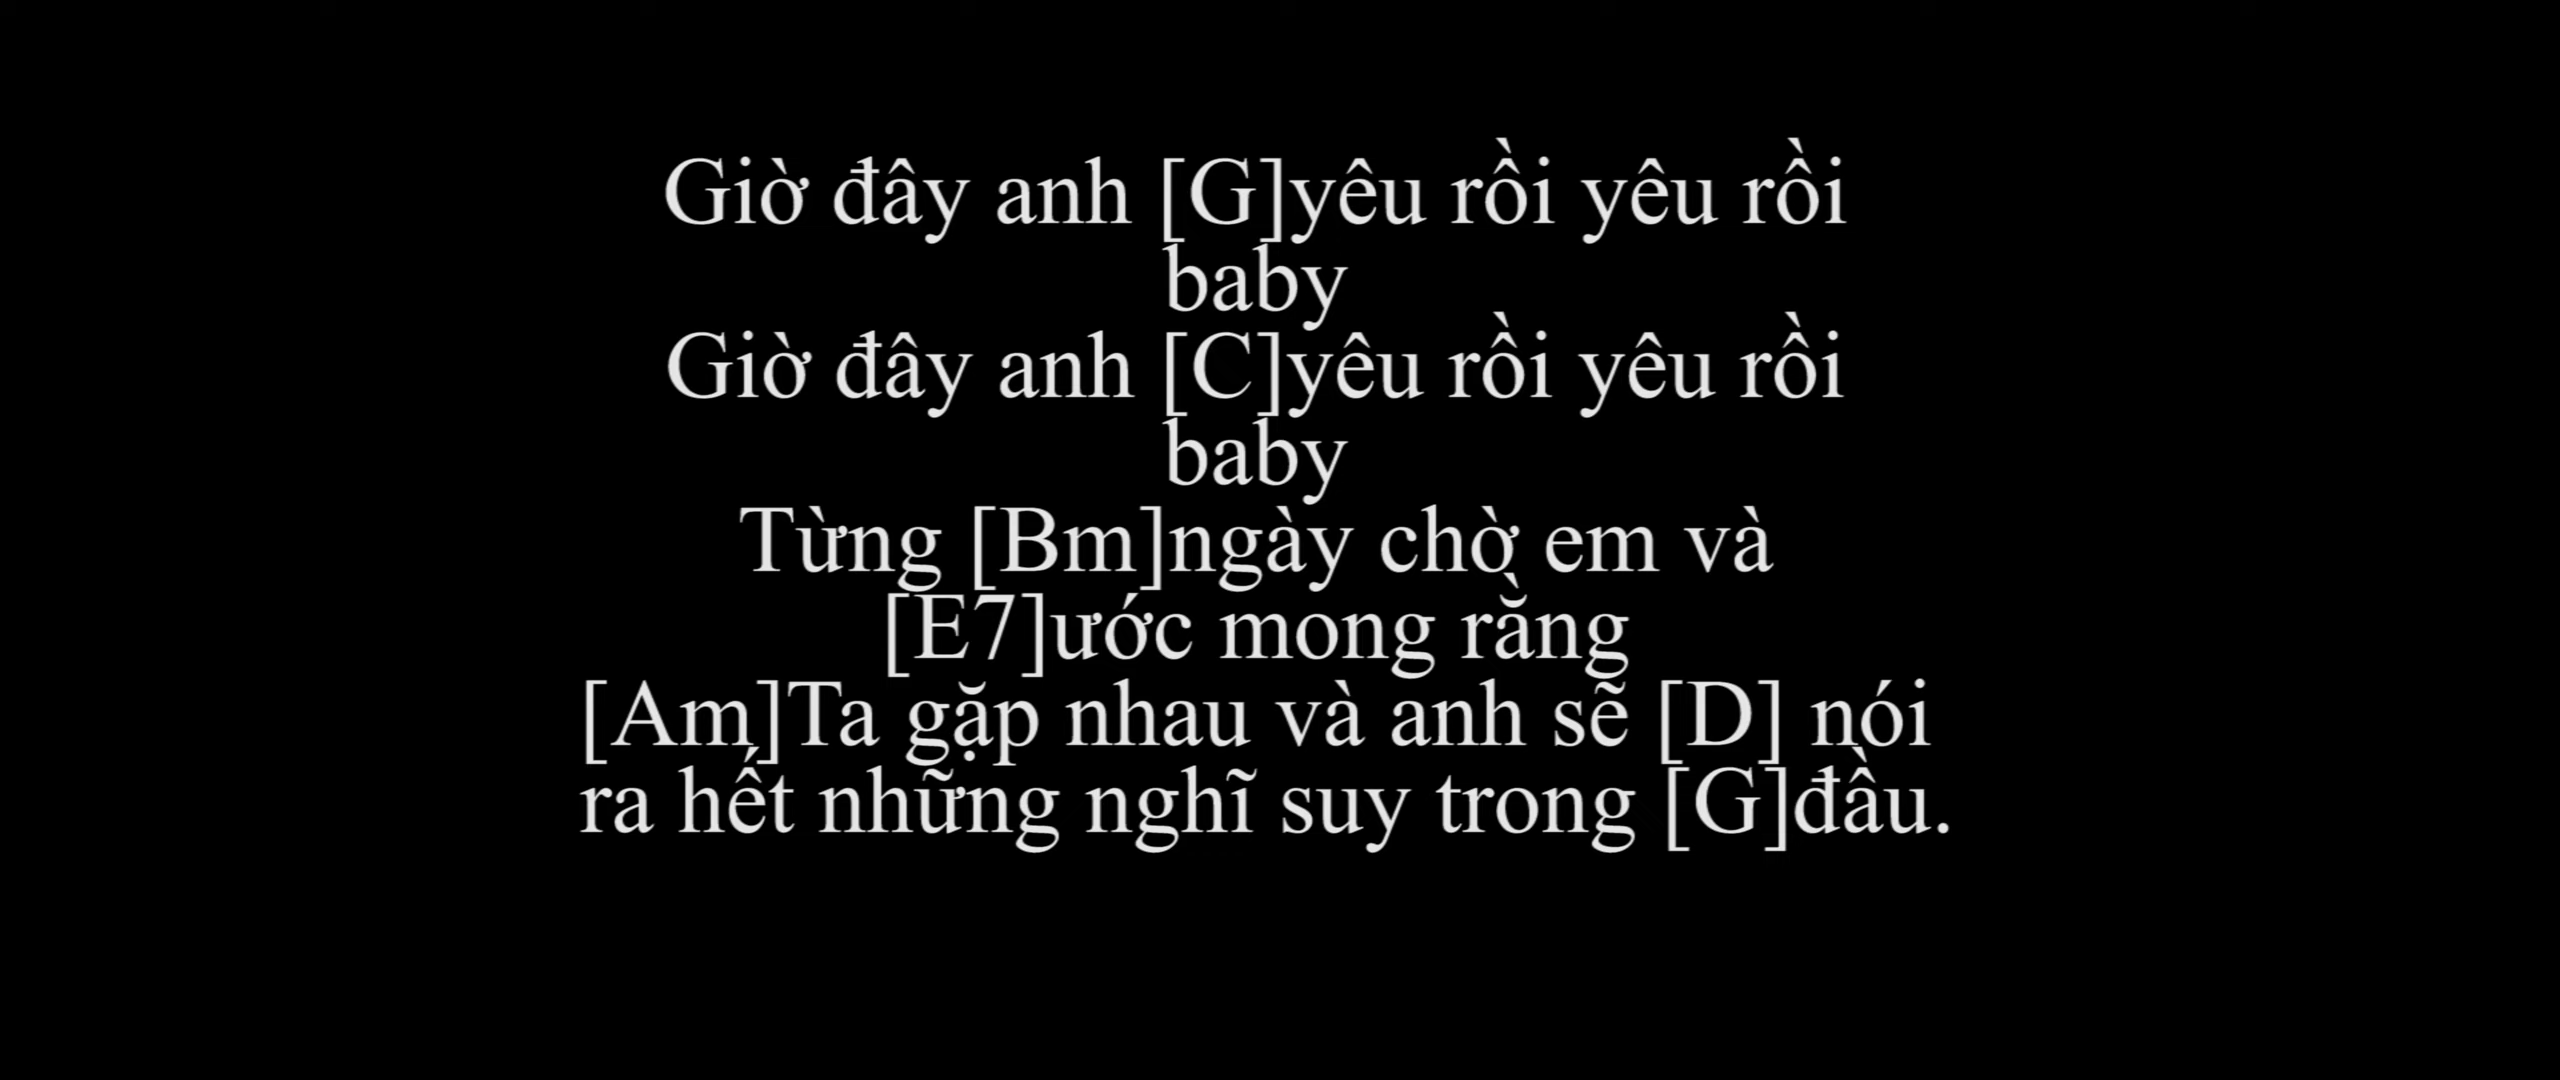 Giờ đây anh [G]yêu rồi yêu rồi
baby
Giờ đây anh [C]yêu rồi yêu rồi
baby
Từng [Bm]ngày chờ em và
[E7]ước mong rằng
[Am]Ta gặp nhau và anh sẽ [D] nói
ra hết những nghĩ suy trong [G]đầu.